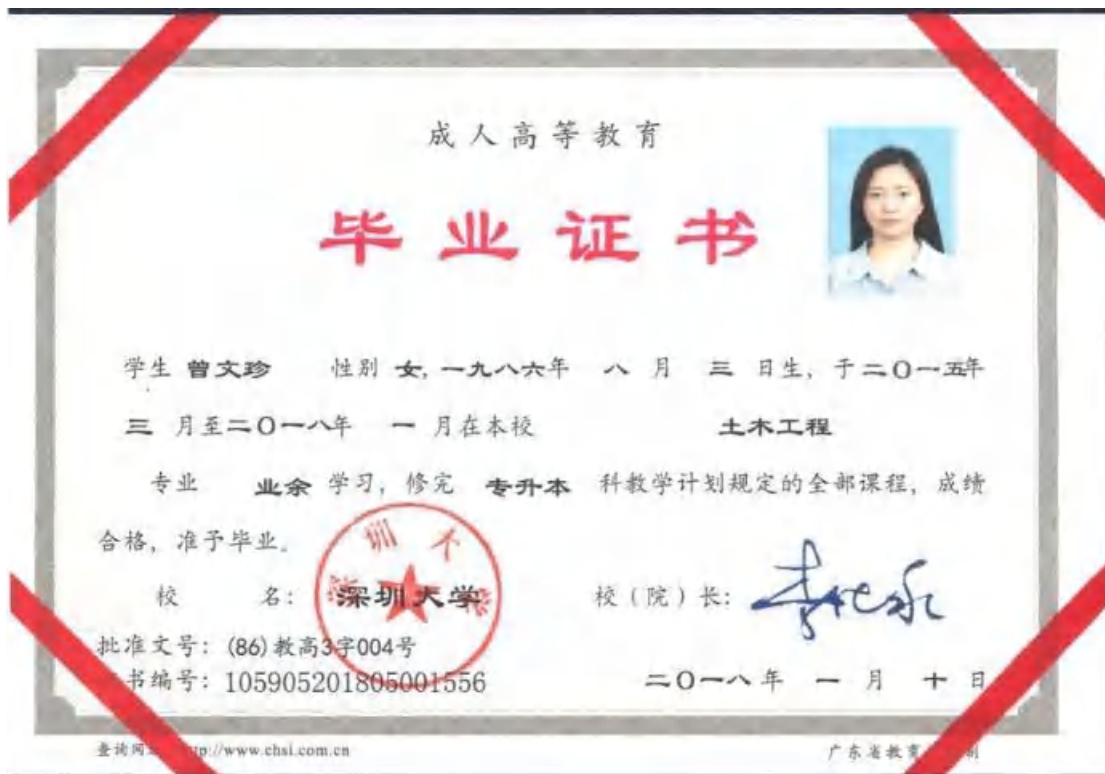 成人高等教育
毕业证书
学生 曾文珍 性别 女, 一九八六年 八 月 三 日生, 于二〇一五年
三 月至二〇一八年 一 月在本校 土木工程
专业 业余 学习, 修完 专升本 科教学计划规定的全部课程, 成绩
合格, 准予毕业。
校 名: 深圳大学 校(院)长:
批准文号: (86)教高3字004号
书编号: 105905201805001556 二〇一八年 一 月 十 日
查询网 tp://www.chsi.com.cn 广东省教育 制